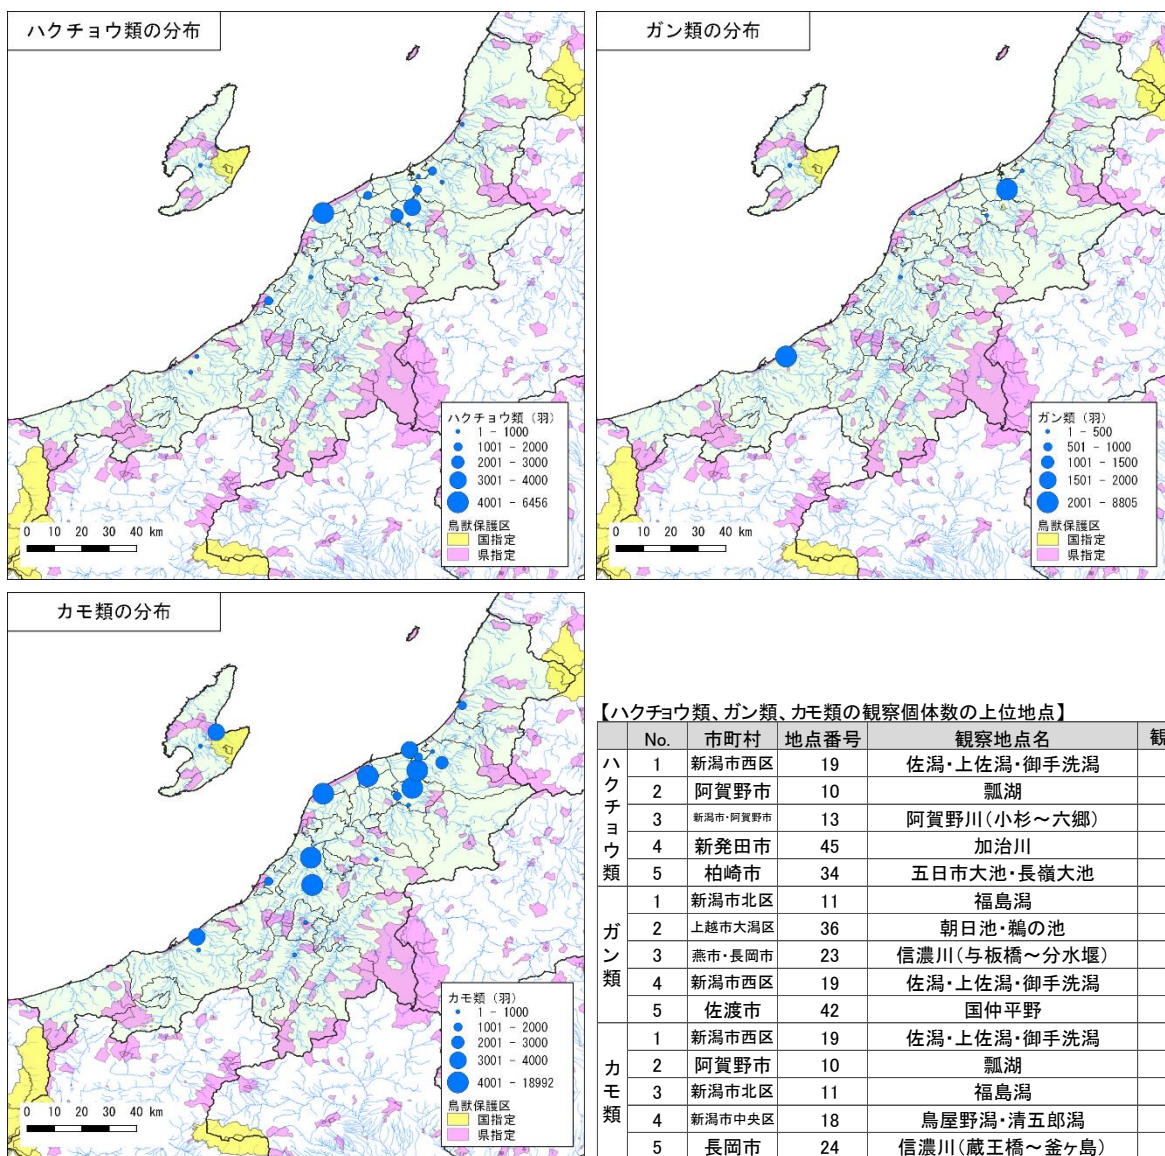 ハクチョウ類の分布
ハクチョウ類（羽）
1 - 1000
1001 - 2000
2001 - 3000
3001 - 4000
4001 - 6456
鳥獣保護区
国指定
県指定
0 10 20 30 40 km
ガン類の分布
ガン類（羽）
1 - 500
501 - 1000
1001 - 1500
1501 - 2000
2001 - 8805
鳥獣保護区
国指定
県指定
0 10 20 30 40 km
カモ類の分布
カモ類（羽）
1 - 1000
1001 - 2000
2001 - 3000
3001 - 4000
4001 - 18992
鳥獣保護区
国指定
県指定
0 10 20 30 40 km
【ハクチョウ類、ガン類、カモ類の観察個体数の上位地点】
No. 市町村 地点番号 観察地点名 観
ハクチョウ類
1 新潟市西区 19 佐潟・上佐潟・御手洗潟
2 阿賀野市 10 瓢湖
3 新潟市・阿賀野市 13 阿賀野川（小杉～六郷）
4 新発田市 45 加治川
5 柏崎市 34 五日市大池・長嶺大池
ガン類
1 新潟市北区 11 福島潟
2 上越市大潟区 36 朝日池・鵜の池
3 燕市・長岡市 23 信濃川（与板橋～分水堰）
4 新潟市西区 19 佐潟・上佐潟・御手洗潟
5 佐渡市 42 国仲平野
カモ類
1 新潟市西区 19 佐潟・上佐潟・御手洗潟
2 阿賀野市 10 瓢湖
3 新潟市北区 11 福島潟
4 新潟市中央区 18 鳥屋野潟・清五郎潟
5 長岡市 24 信濃川（蔵王橋～釜ヶ島）